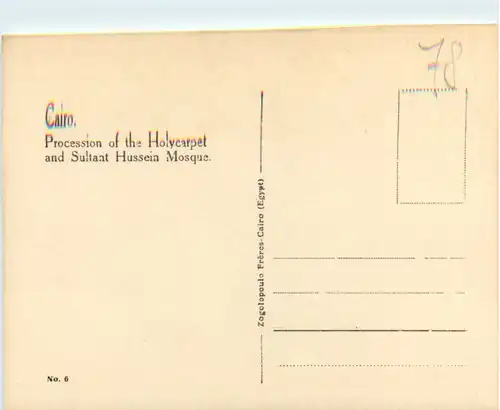 78
Cairo.
Procession of the Holycarpet
and Sultant Hussein Mosque.
Zogolopoulo Frères-Cairo (Egypt)
No. 6